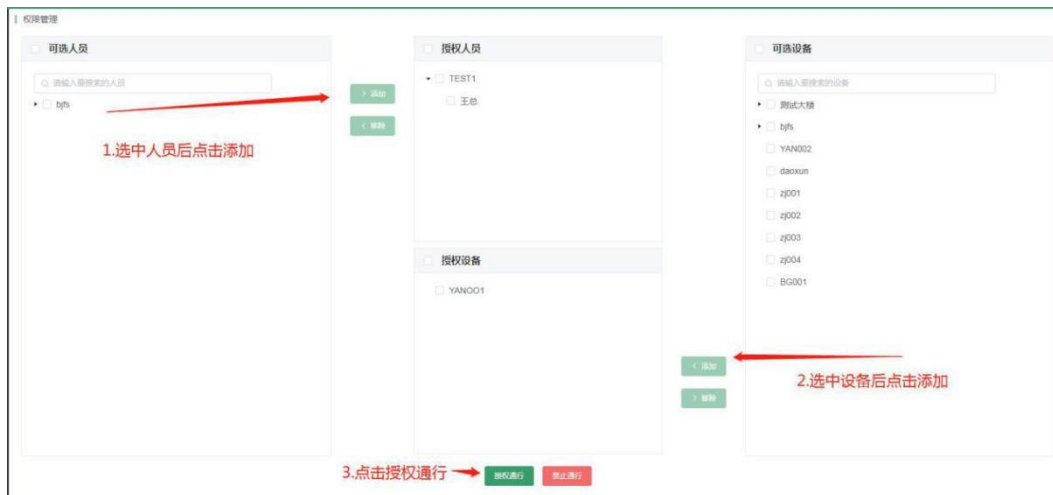 权限管理
可选人员
请输入要搜索的人员
bjfs
> 添加
< 删除
1.选中人员后点击添加
授权人员
TEST1
王总
授权设备
YANOO1
可选设备
请输入要搜索的设备
测试大楼
bjfs
YAN002
daoxun
zj001
zj002
zj003
zj004
BG001
< 添加
> 删除
2.选中设备后点击添加
3.点击授权通行
授权通行
禁止通行